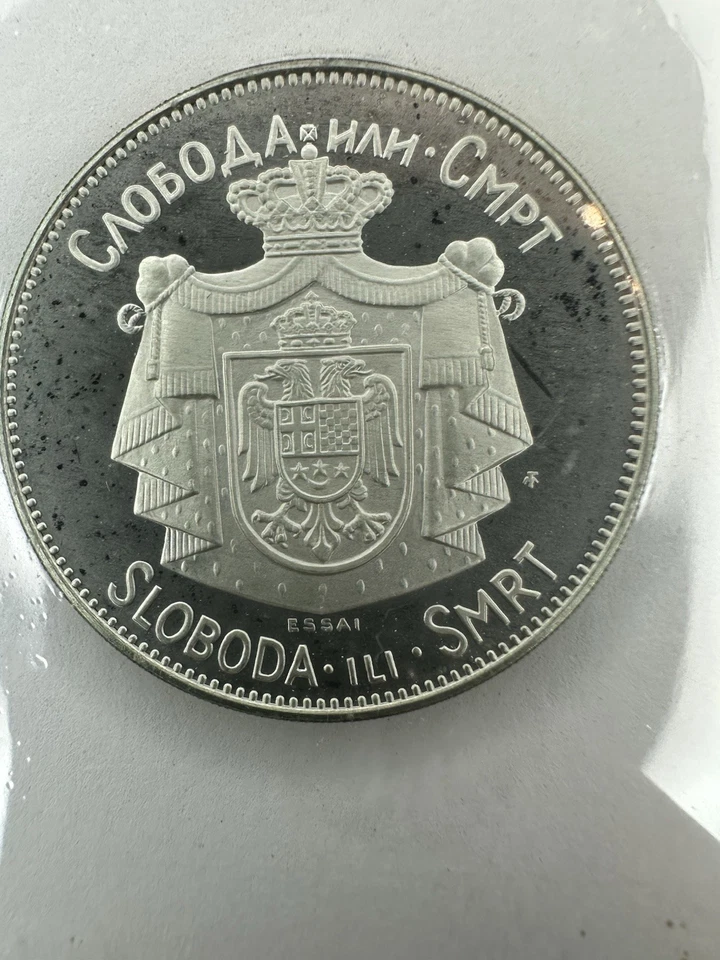 СЛОБОДА · ИЛИ · СМРТ
ESSAI
SLOBODA · ILI · SMRT